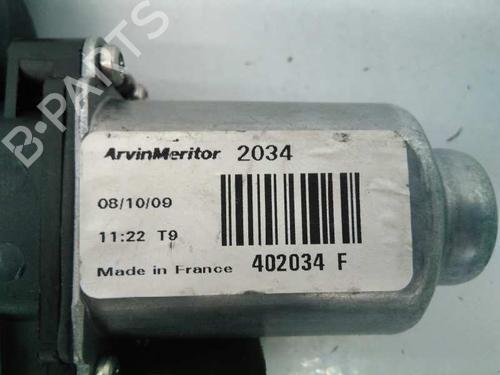 B-PARTS
ArvinMeritor 2034
08/10/09
11:22 T9
Made in France 402034 F